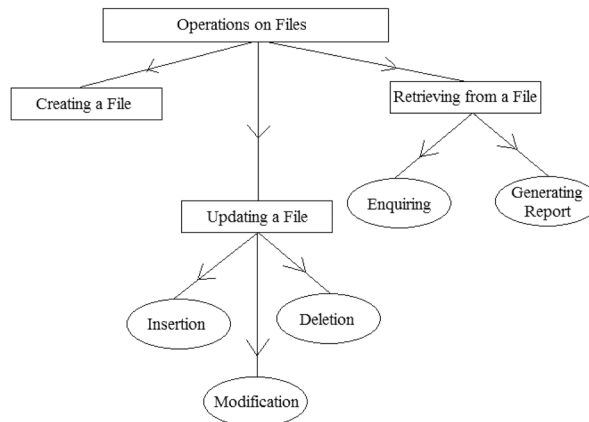 Operations on Files
Creating a File
Retrieving from a File
Enquiring
Generating
Report
Updating a File
Insertion
Deletion
Modification